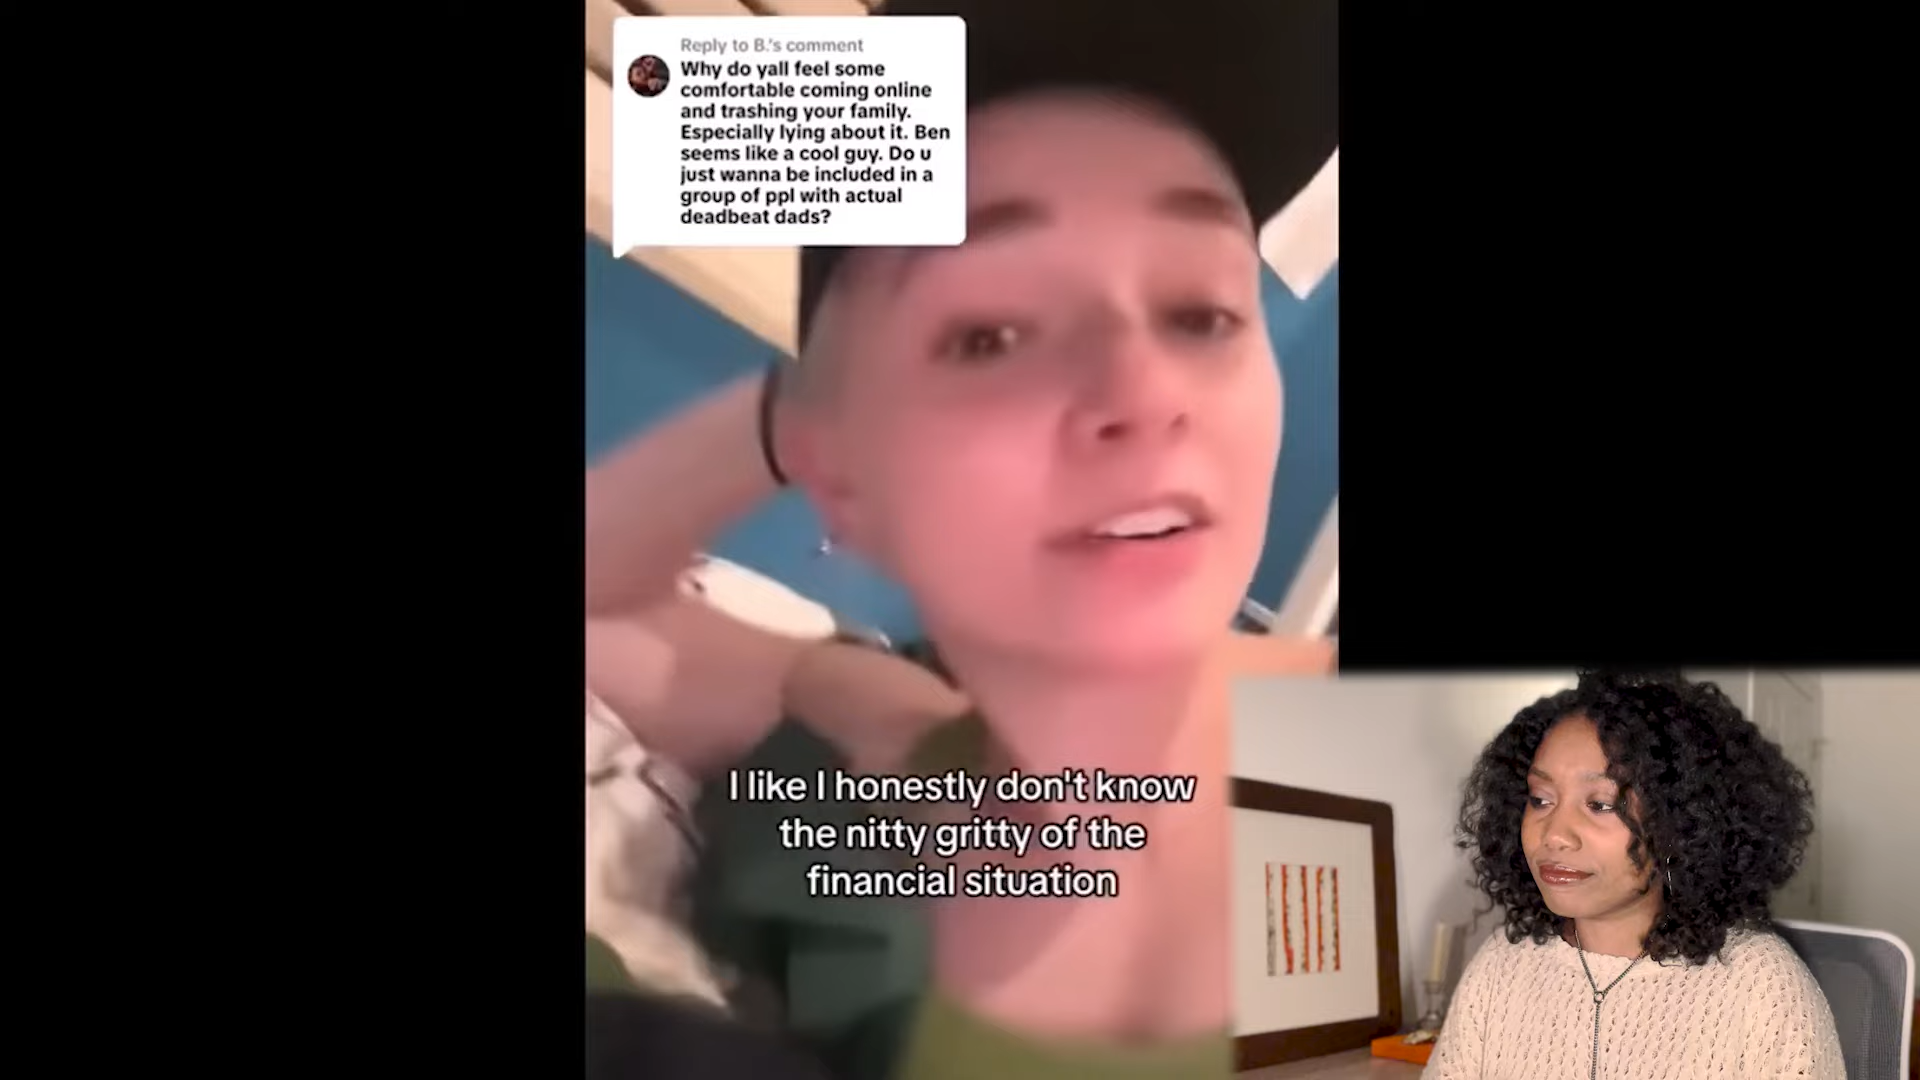 Reply to B.'s comment
Why do yall feel some
comfortable coming online
and trashing your family.
Especially lying about it. Ben
seems like a cool guy. Do u
just wanna be included in a
group of ppl with actual
deadbeat dads?
I like I honestly don't know
the nitty gritty of the
financial situation